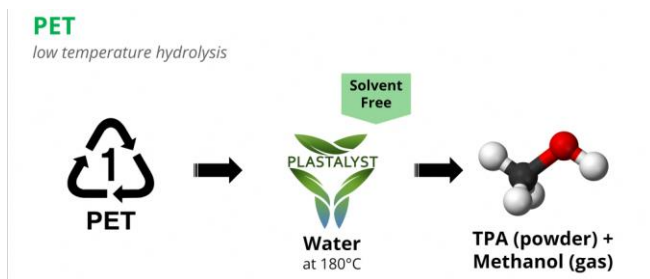 PET
low temperature hydrolysis
Solvent
Free
1
PET
PLASTALYST
Water
at 180°C
TPA (powder) +
Methanol (gas)